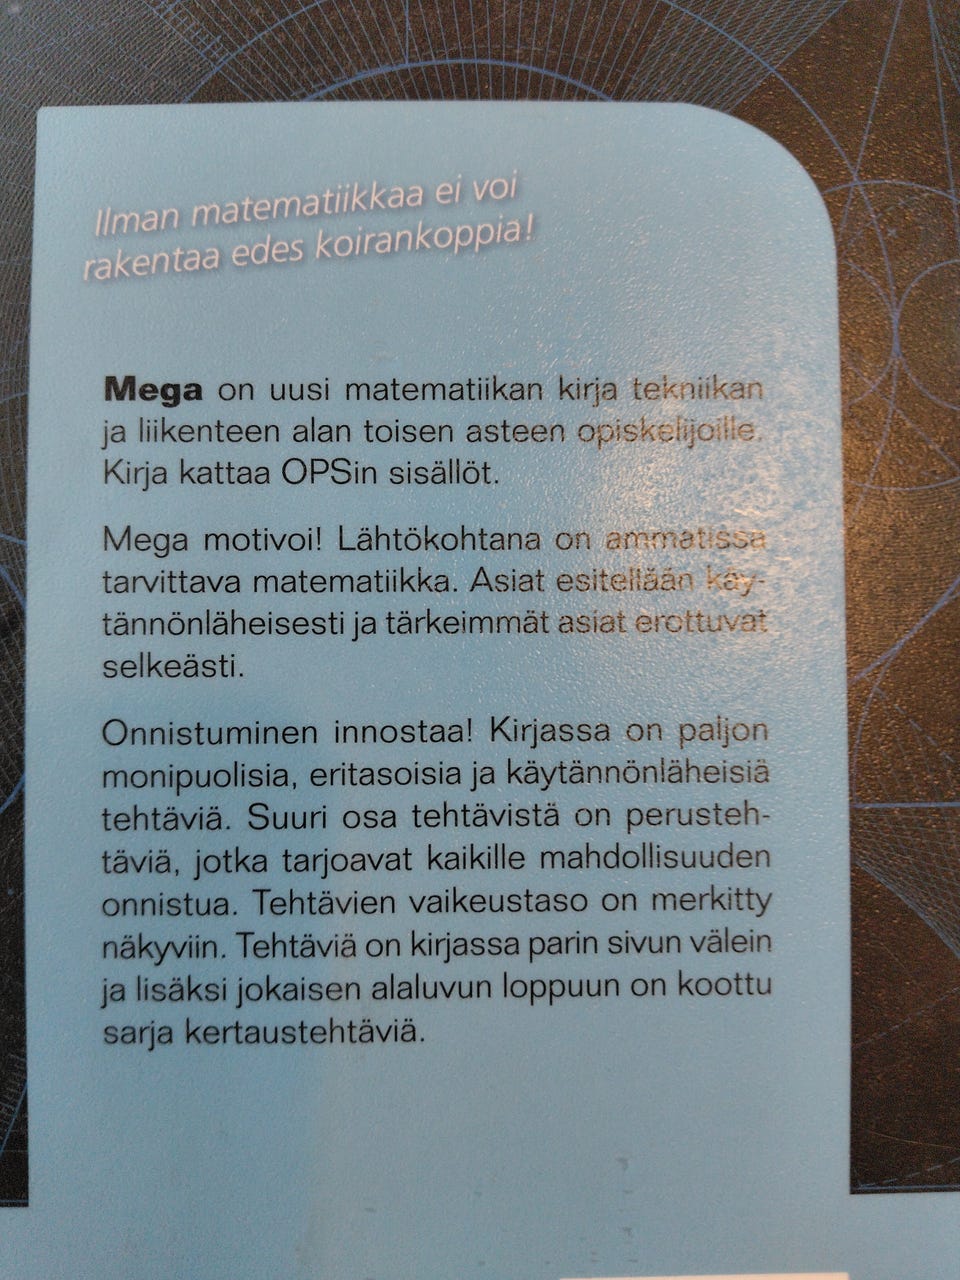 Ilman matematiikkaa ei voi
rakentaa edes koirankoppia!
Mega on uusi matematiikan kirja tekniikan
ja liikenteen alan toisen asteen opiskelijoille.
Kirja kattaa OPSin sisällöt.
Mega motivoi! Lähtökohtana on ammatissa
tarvittava matematiikka. Asiat esitellään käy-
tännönläheisesti ja tärkeimmät asiat erottuvat
selkeästi.
Onnistuminen innostaa! Kirjassa on paljon
monipuolisia, eritasoisia ja käytännönläheisiä
tehtäviä. Suuri osa tehtävistä on perusteh-
täviä, jotka tarjoavat kaikille mahdollisuuden
onnistua. Tehtävien vaikeustaso on merkitty
näkyviin. Tehtäviä on kirjassa parin sivun välein
ja lisäksi jokaisen alaluvun loppuun on koottu
sarja kertaustehtäviä.